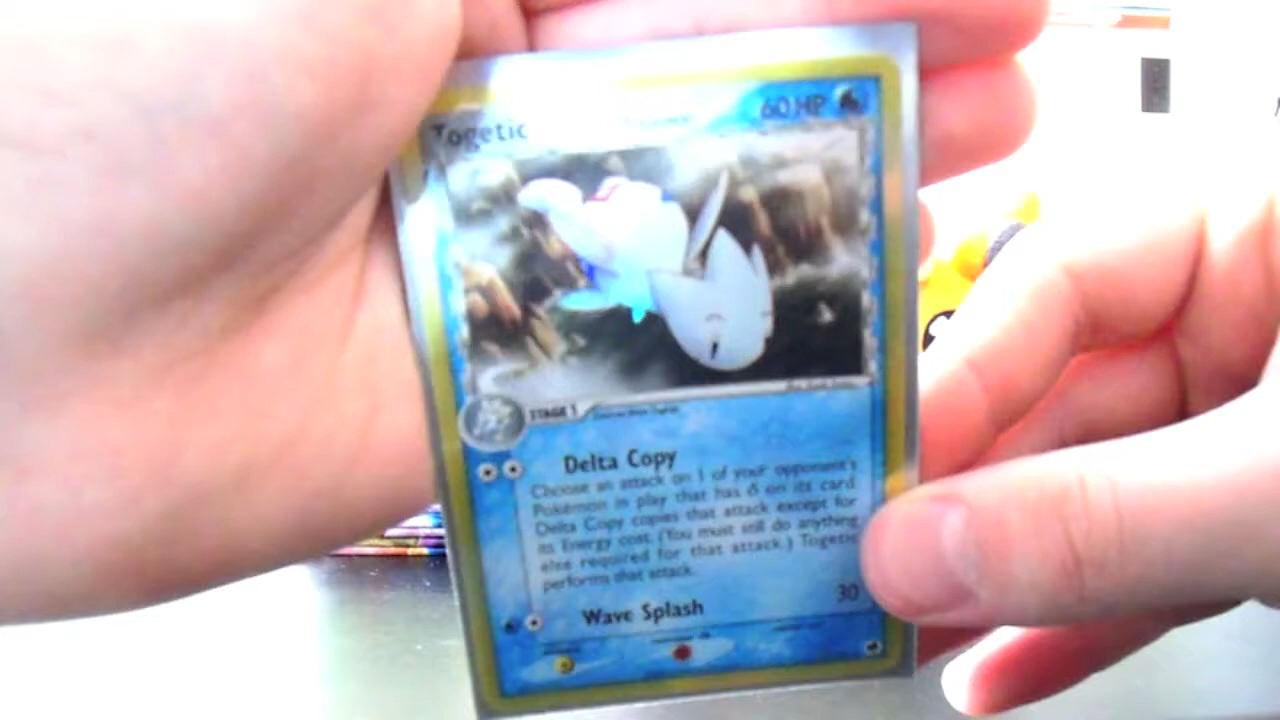 Togetic 60 HP
STAGE 1
Delta Copy
Choose an attack on 1 of your opponent's
Pokémon in play that has δ on its card.
Delta Copy copies that attack except for
its Energy cost. (You must still do anything
else required for that attack.) Togetic
performs that attack.
Wave Splash 30